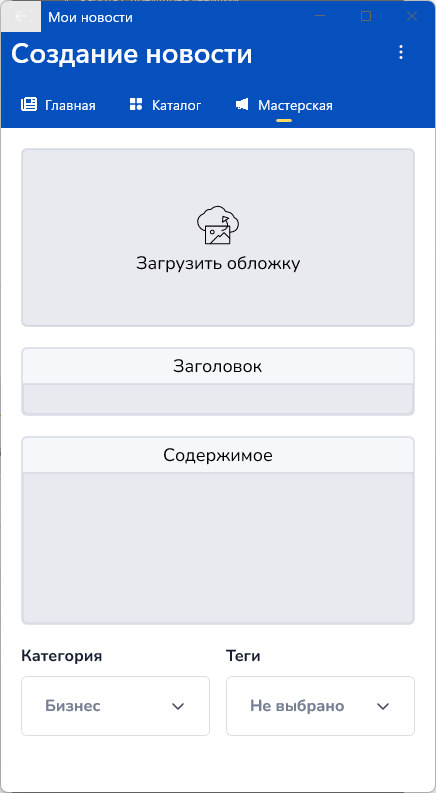 Мои новости
Создание новости
Главная
Каталог
Мастерская
Загрузить обложку
Заголовок
Содержимое
Категория
Теги
Бизнес
Не выбрано